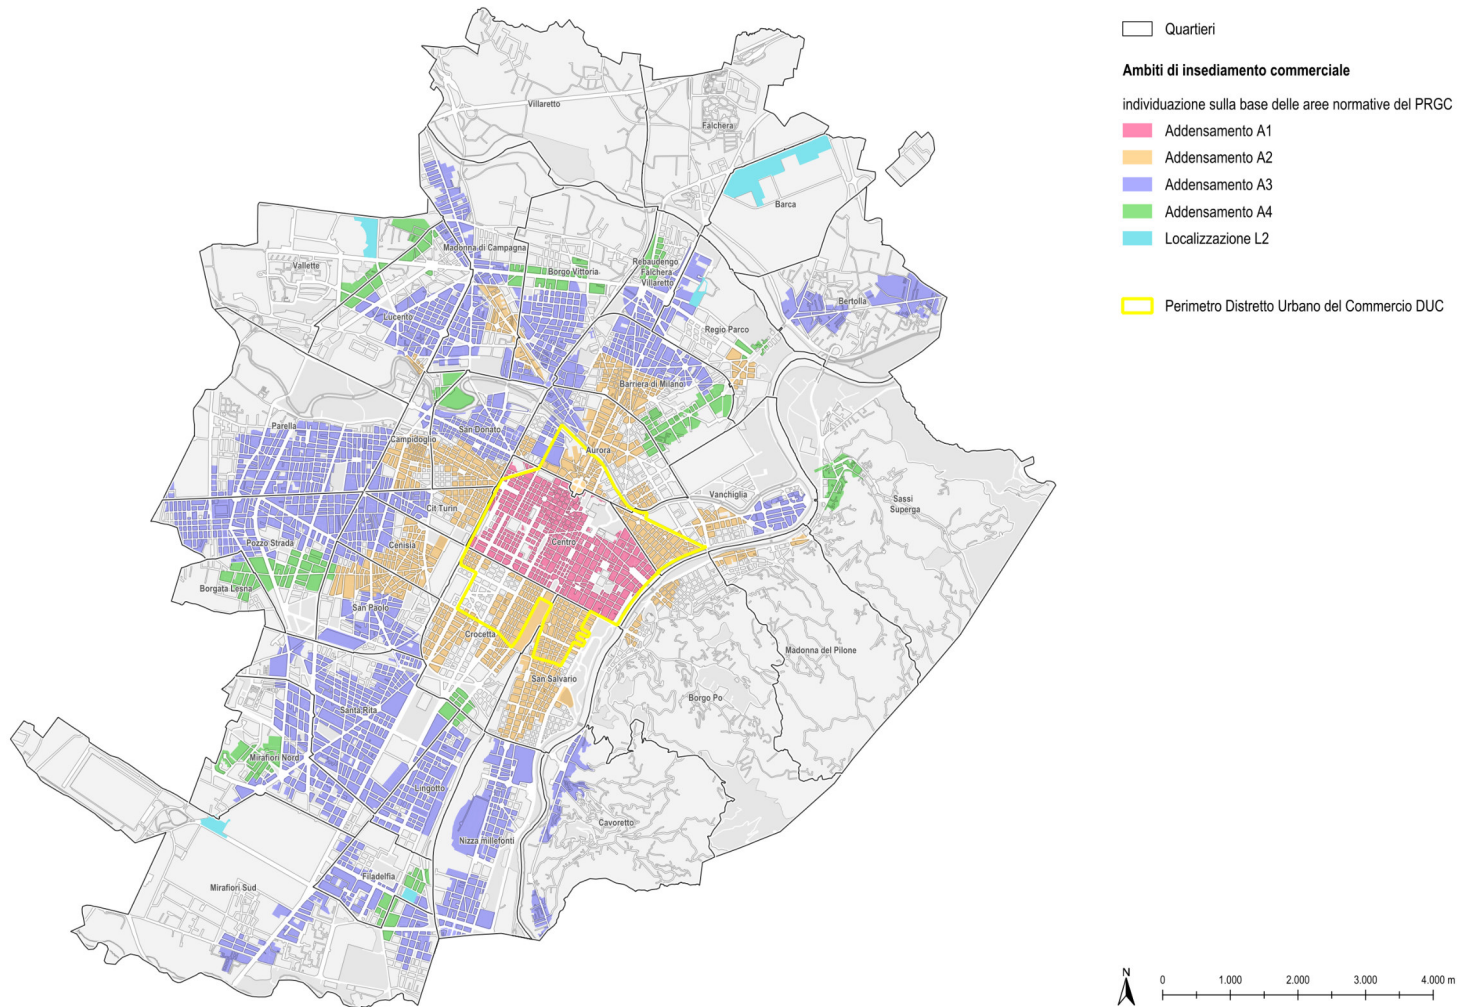 Quartieri
Ambiti di insediamento commerciale
individuazione sulla base delle aree normative del PRGC
Addensamento A1
Addensamento A2
Addensamento A3
Addensamento A4
Localizzazione L2
Perimetro Distretto Urbano del Commercio DUC
Villaretto
Falchera
Barca
Madonna di Campagna
Vallette
Borgo Vittoria
Rebaudengo
Falchera
Villaretto
Bertolla
Lucento
Regio Parco
Barriera di Milano
Parella
Campidoglio
San Donato
Aurora
Vanchiglia
Sassi
Superga
Cit Turin
Centro
Pozzo Strada
Cenisia
Borgata Lesna
San Paolo
Crocetta
Madonna del Pilone
San Salvario
Borgo Po
Santa Rita
Mirafiori Nord
Lingotto
Cavoretto
Nizza millefonti
Filadelfia
Mirafiori Sud
N
0 1.000 2.000 3.000 4.000 m